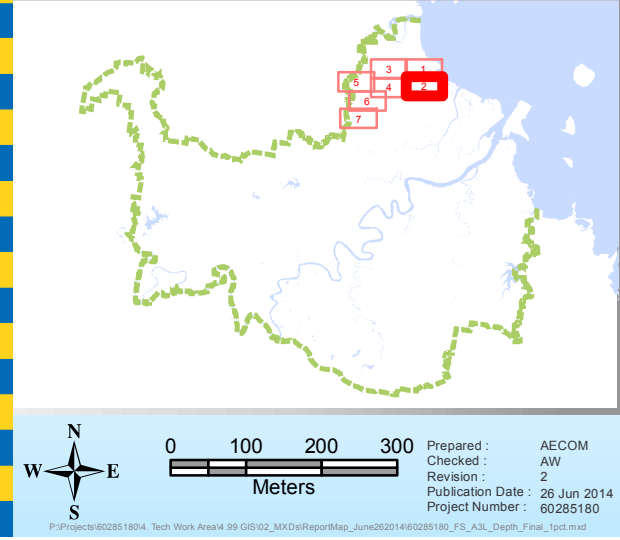 3 1
5 4 2
6
7
N
W E
S
0 100 200 300
Meters
Prepared : AECOM
Checked : AW
Revision : 2
Publication Date : 26 Jun 2014
Project Number : 60285180
P:\Projects\60285180\4. Tech Work Area\4.99 GIS\02_MXDs\ReportMap_June262014\60285180_FS_A3L_Depth_Final_1pct.mxd